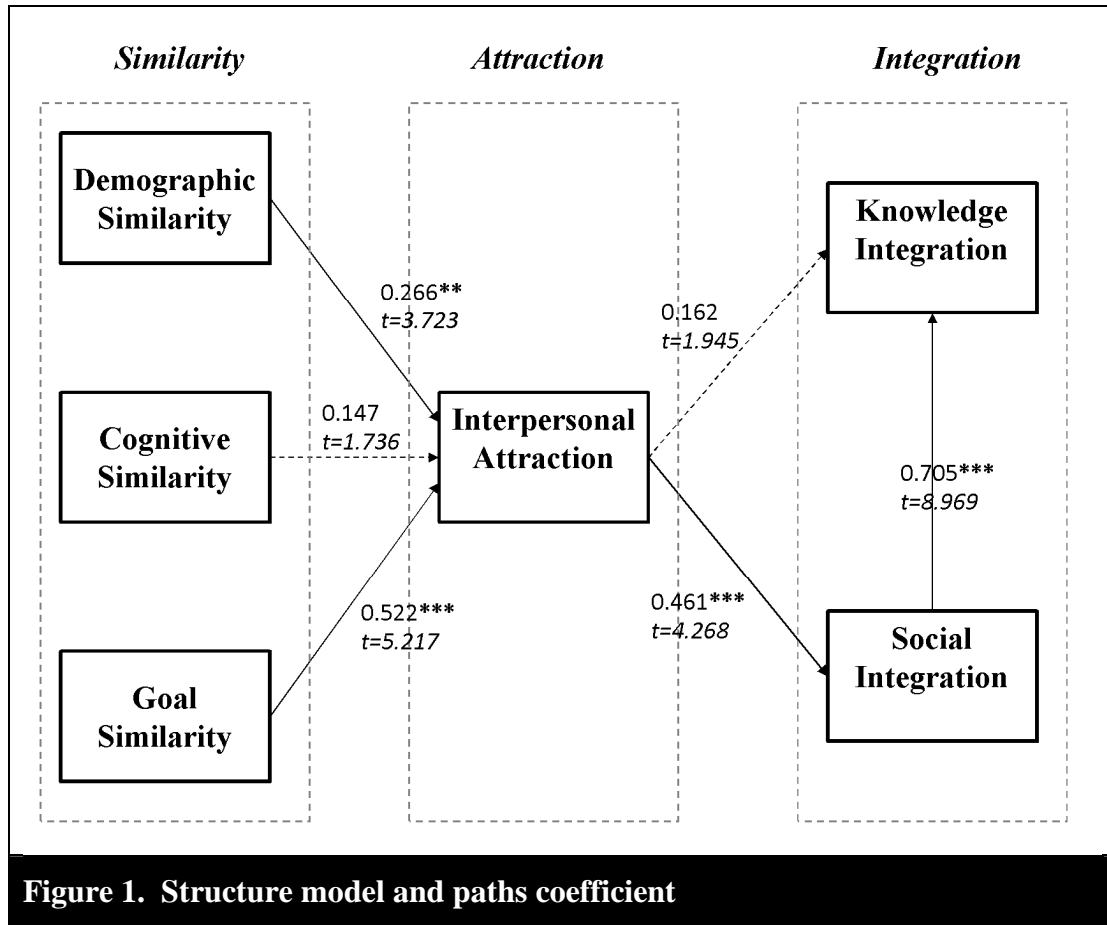 Similarity
Attraction
Integration
Demographic
Similarity
Knowledge
Integration
0.266**
t=3.723
0.162
t=1.945
Cognitive
Similarity
0.147
t=1.736
Interpersonal
Attraction
0.705***
t=8.969
0.522***
t=5.217
0.461***
t=4.268
Goal
Similarity
Social
Integration
Figure 1. Structure model and paths coefficient